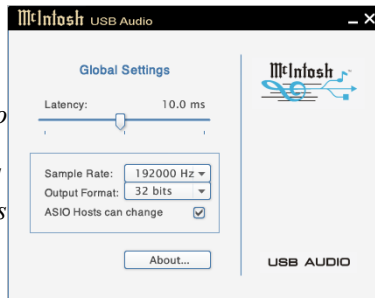 McIntosh USB Audio
Global Settings
Latency: 10.0 ms
Sample Rate: 192000 Hz
Output Format: 32 bits
ASIO Hosts can change
About...
McIntosh
USB AUDIO